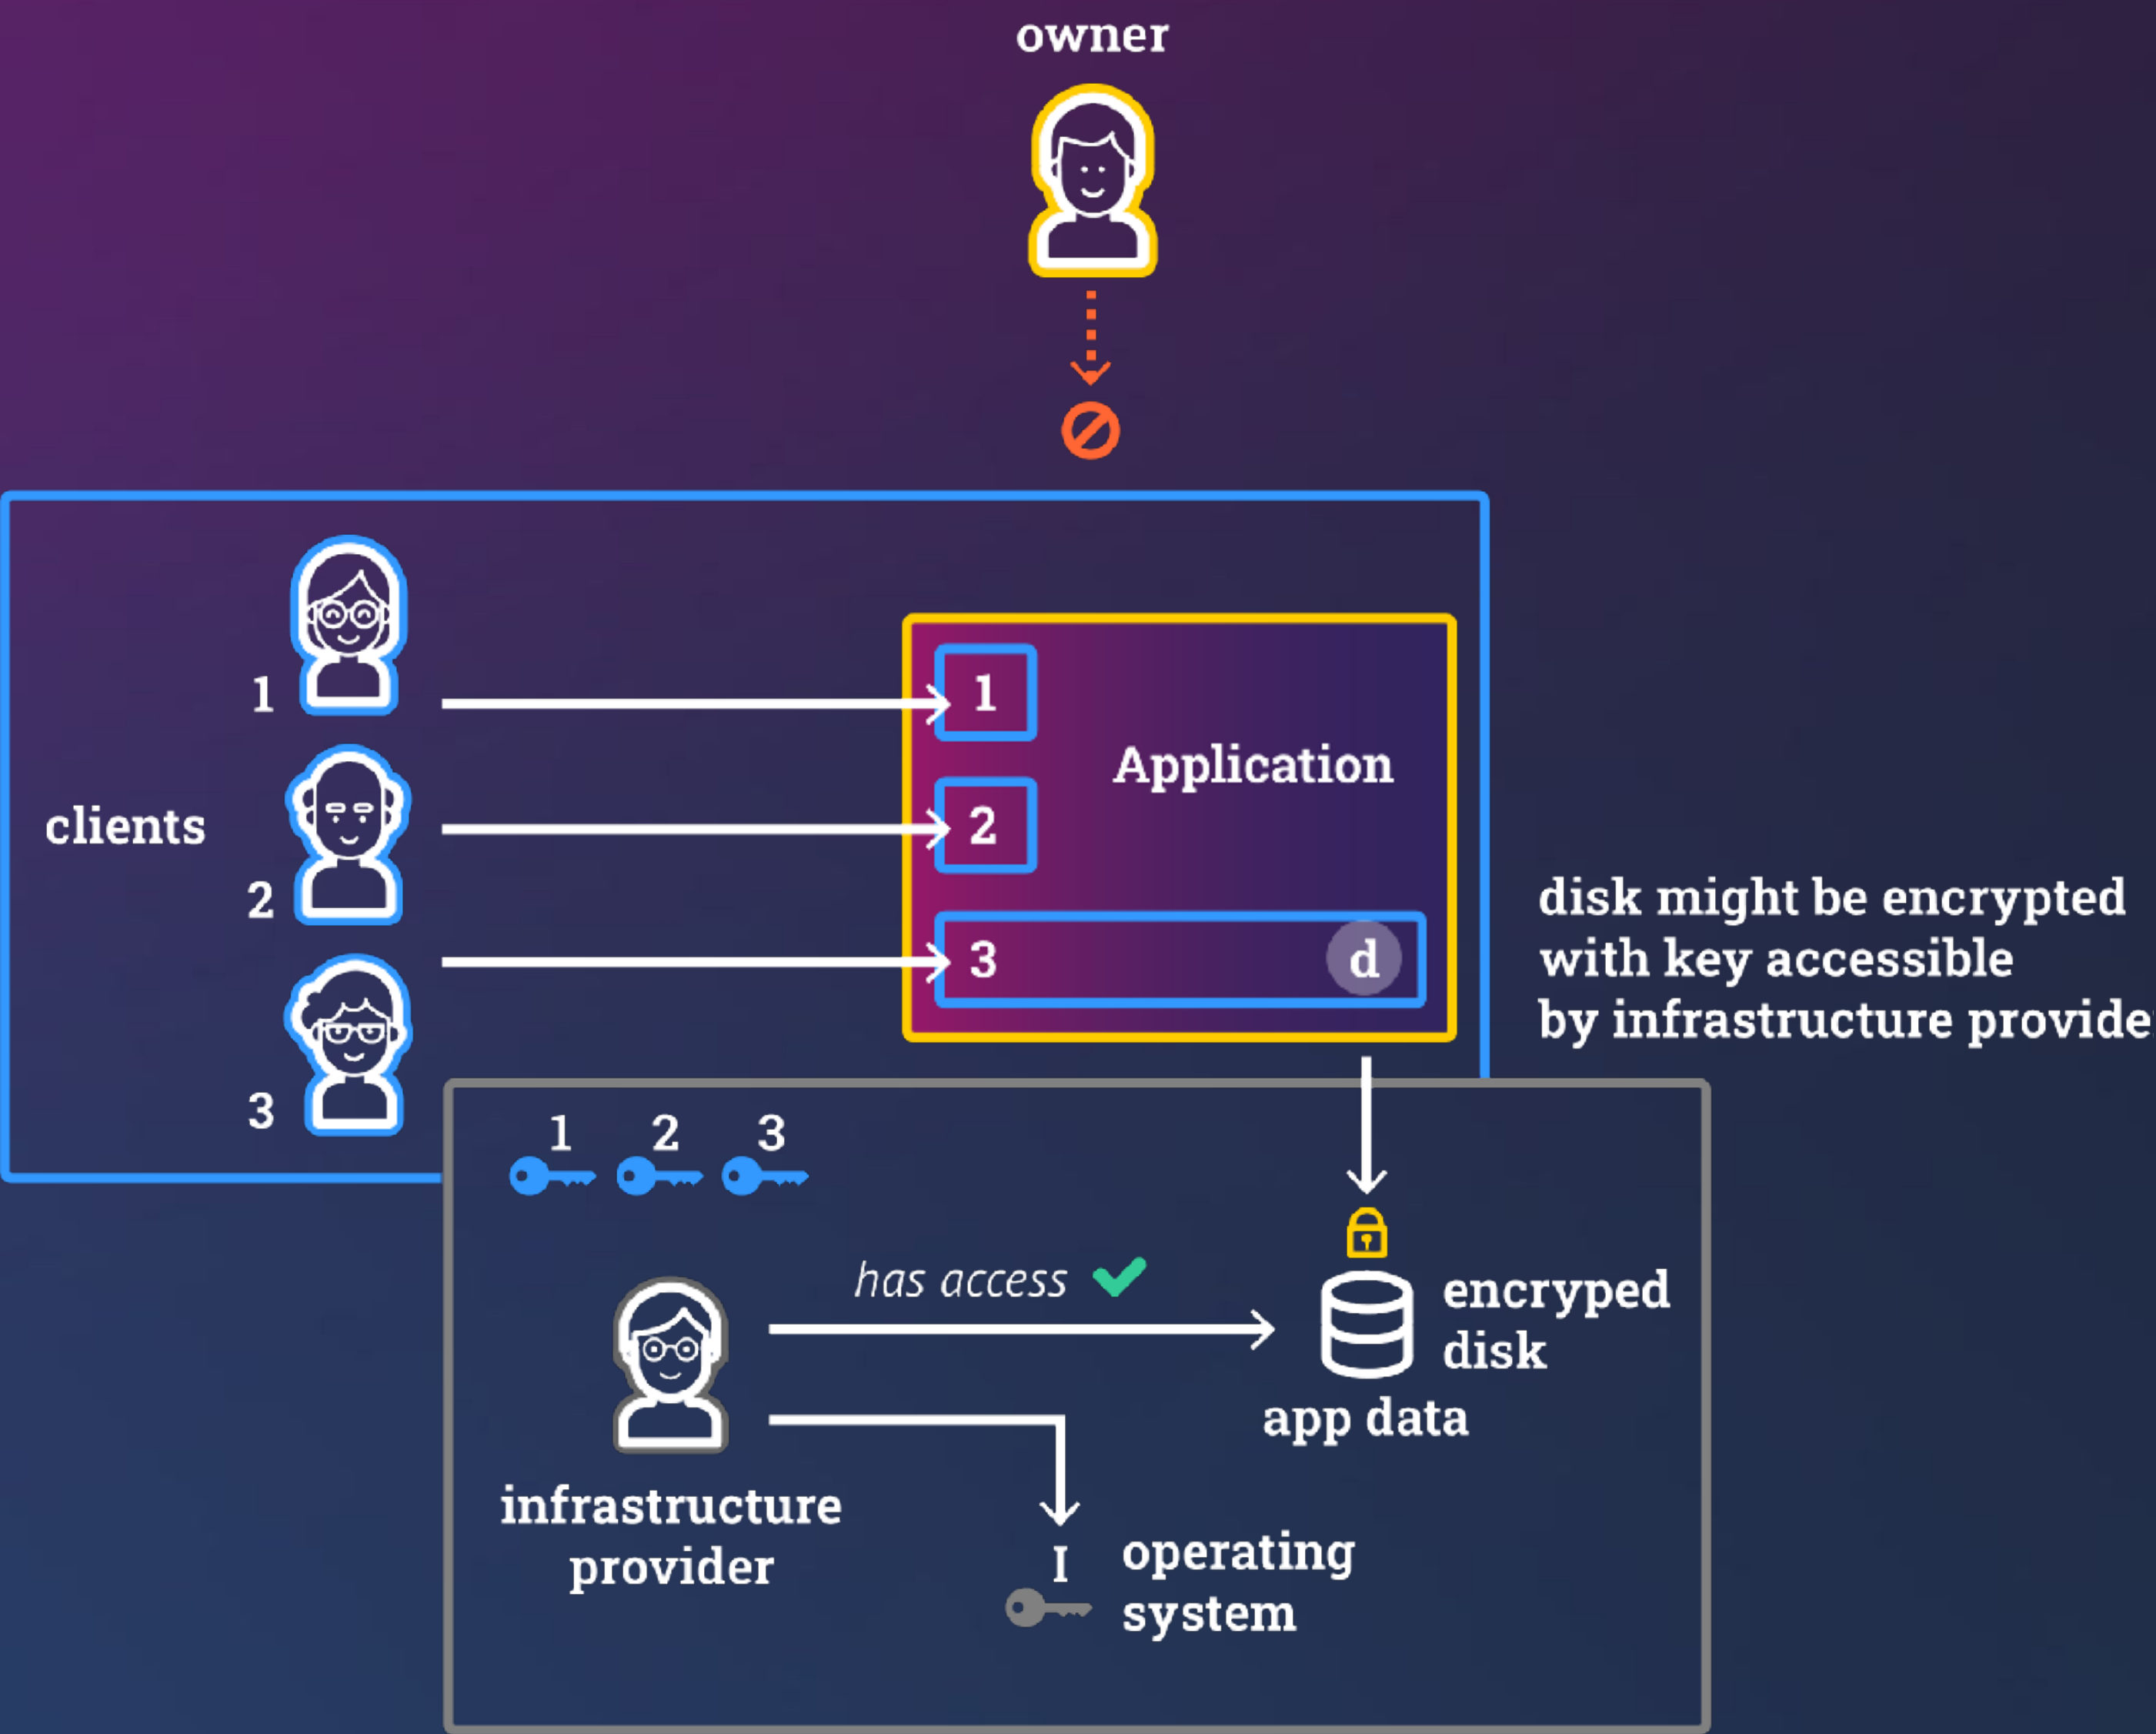 owner
1
clients
2
3
1
Application
2
3
d
disk might be encrypted
with key accessible
by infrastructure provide
1 2 3
has access
encryped
disk
app data
infrastructure
provider
I
operating
system